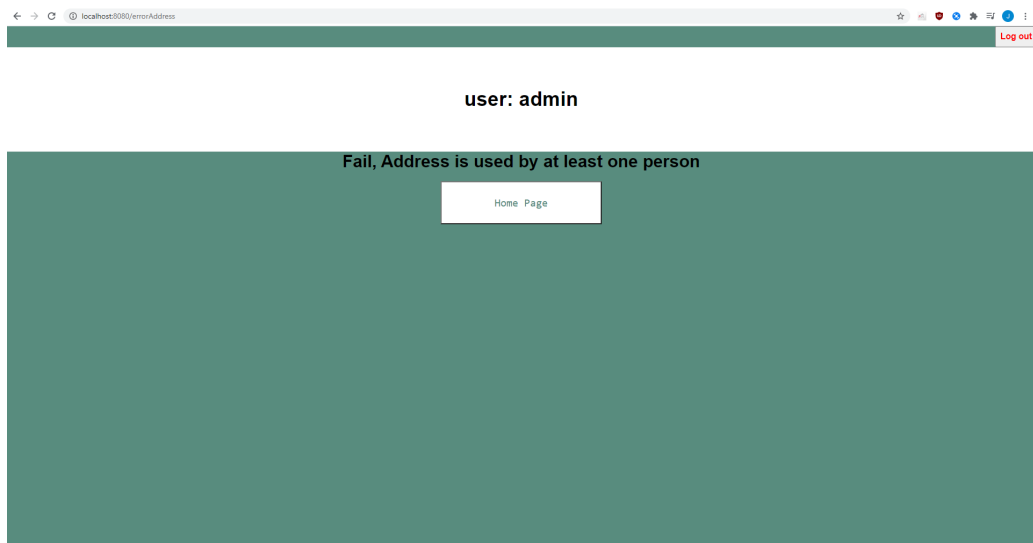 localhost:8080/errorAddress
Log out
user: admin
Fail, Address is used by at least one person
Home Page